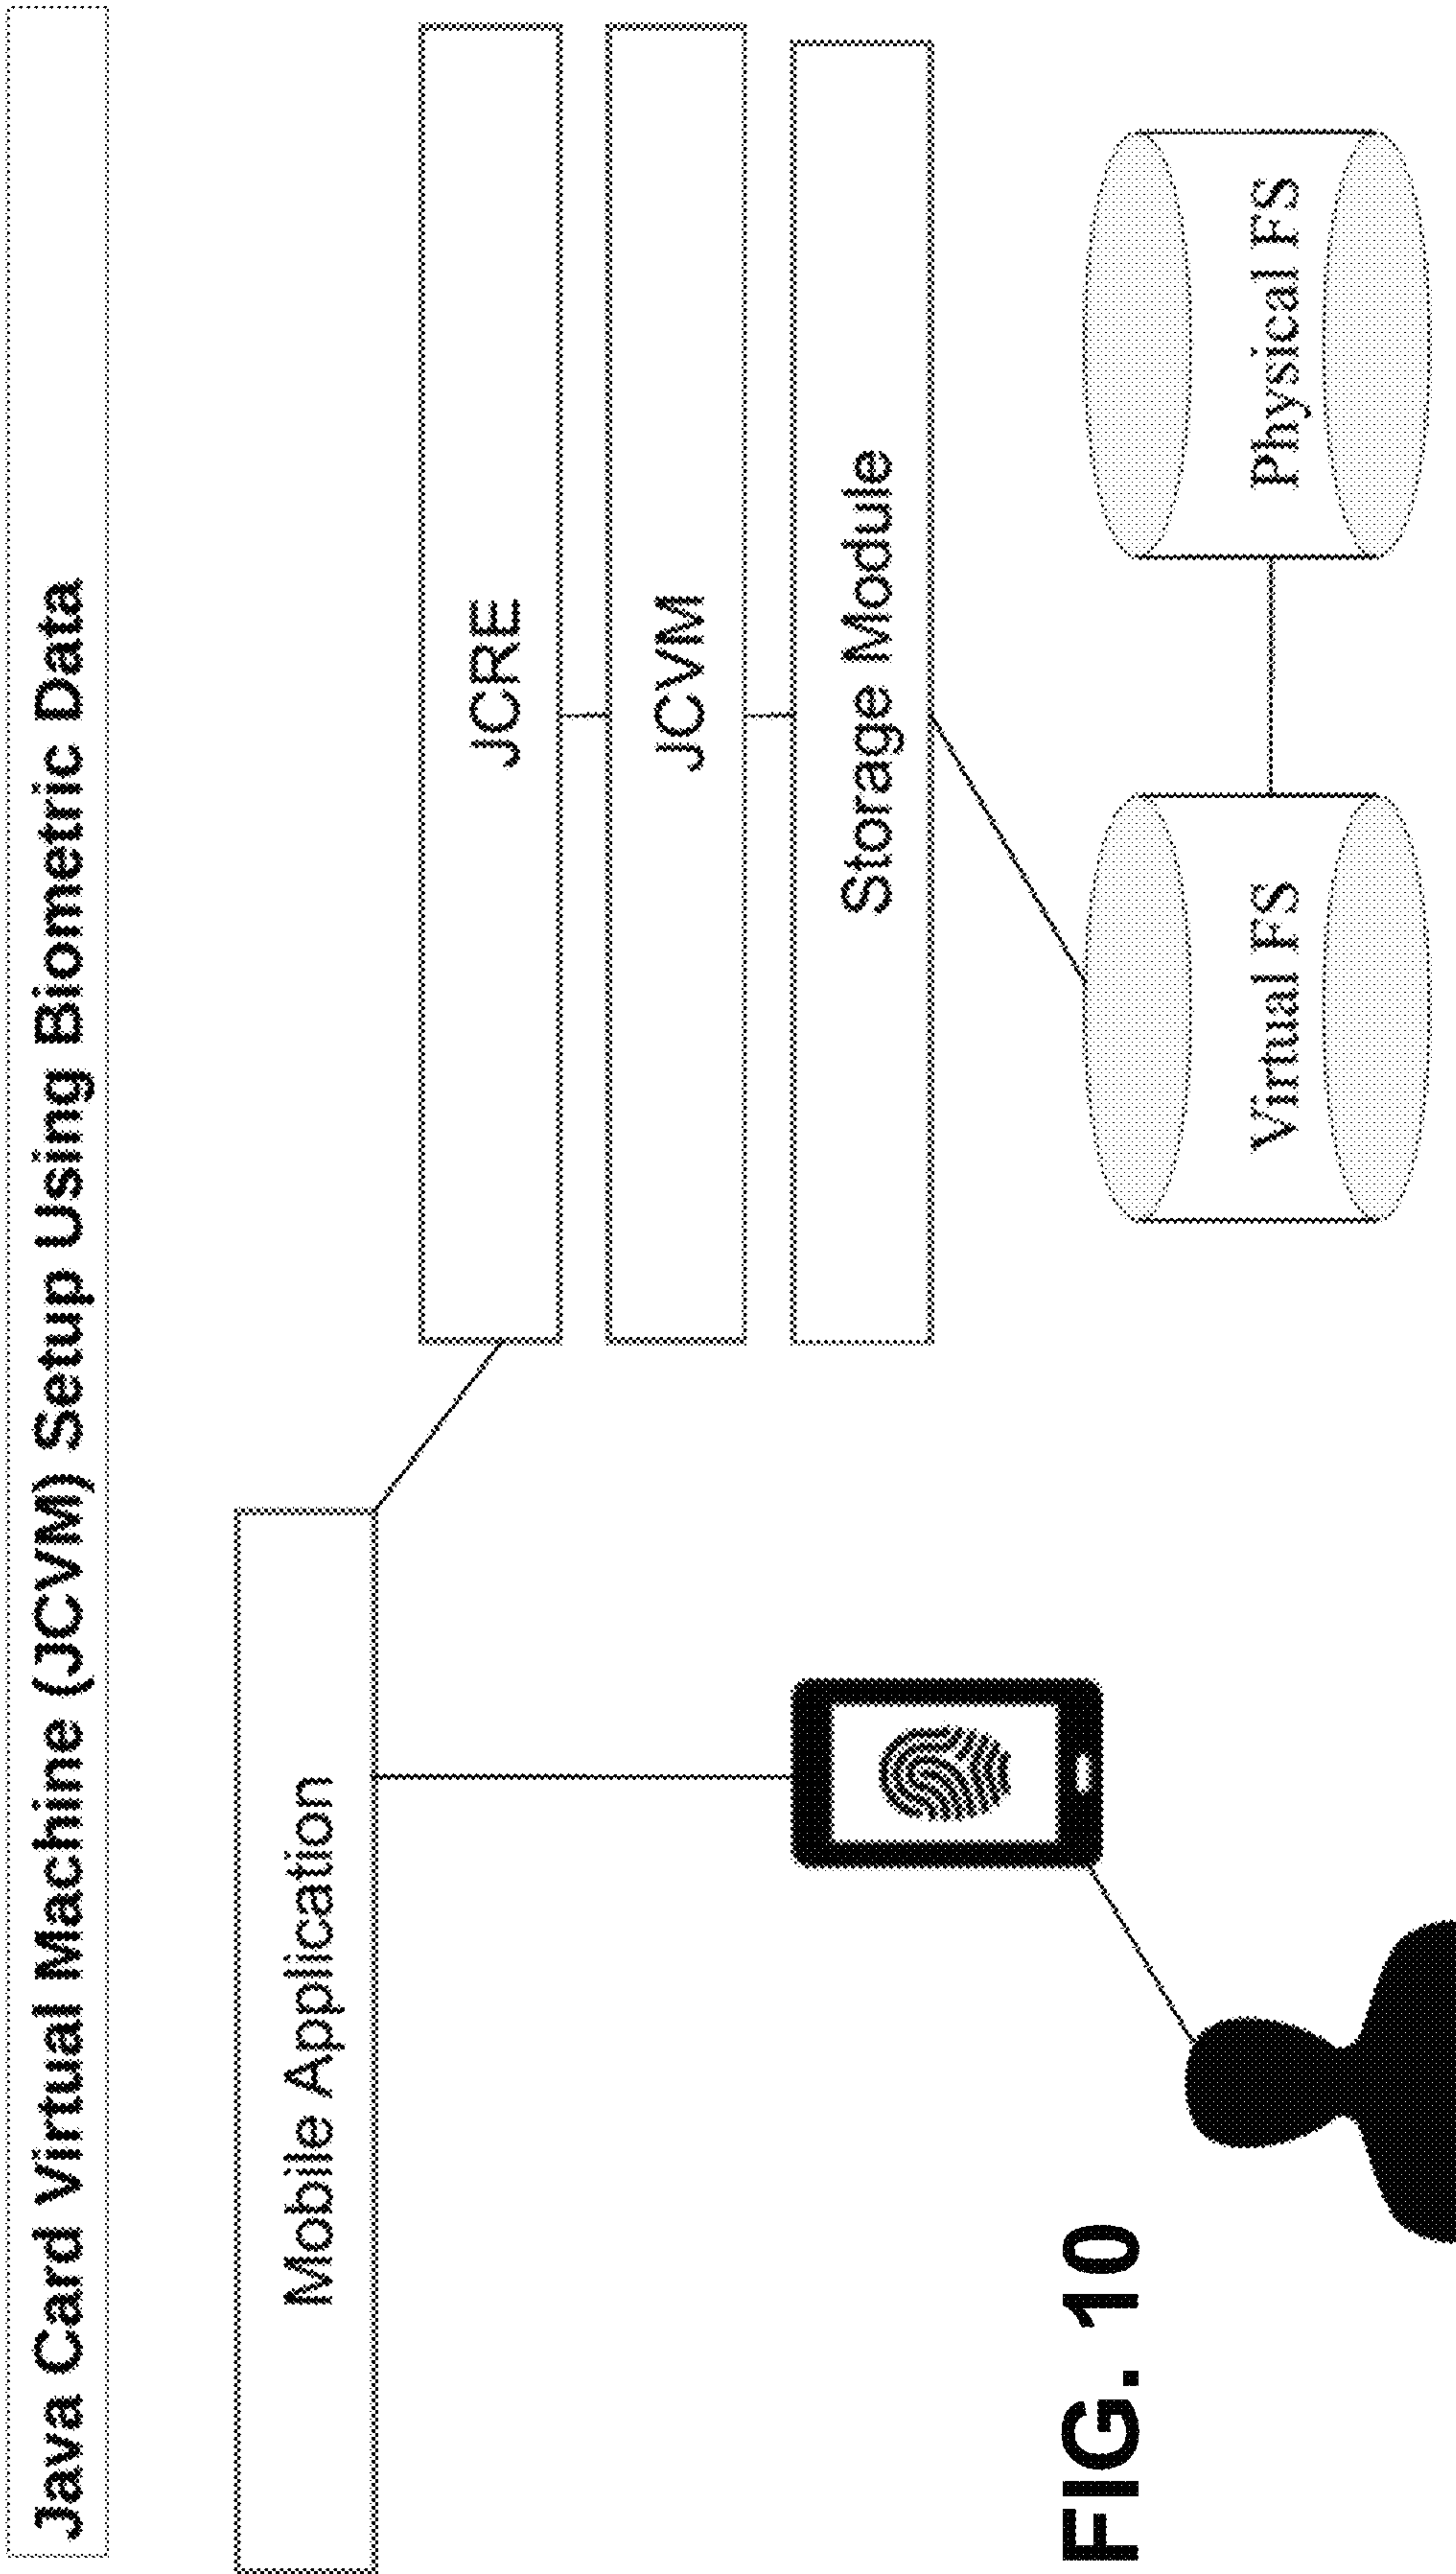 Java Card Virtual Machine (JCVM) Setup Using Biometric Data
Mobile Application
JCRE
JCVM
Storage Module
Virtual FS
Physical FS
FIG. 10